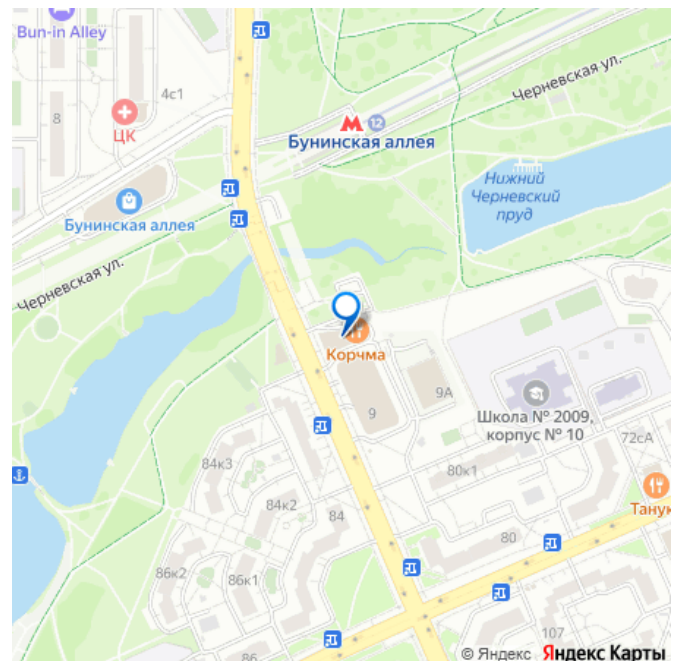 Bun-in Alley
4с1
8
ЦК
Черневская ул.
12
Бунинская аллея
Нижний
Черневский
пруд
Бунинская аллея
Черневская ул.
Корчма
9А
9
Школа № 2009,
корпус № 10
72сА
84к3
80к1
Танук
84к2
84
80
86к2
86к1
107
86
© Яндекс Яндекс Карты